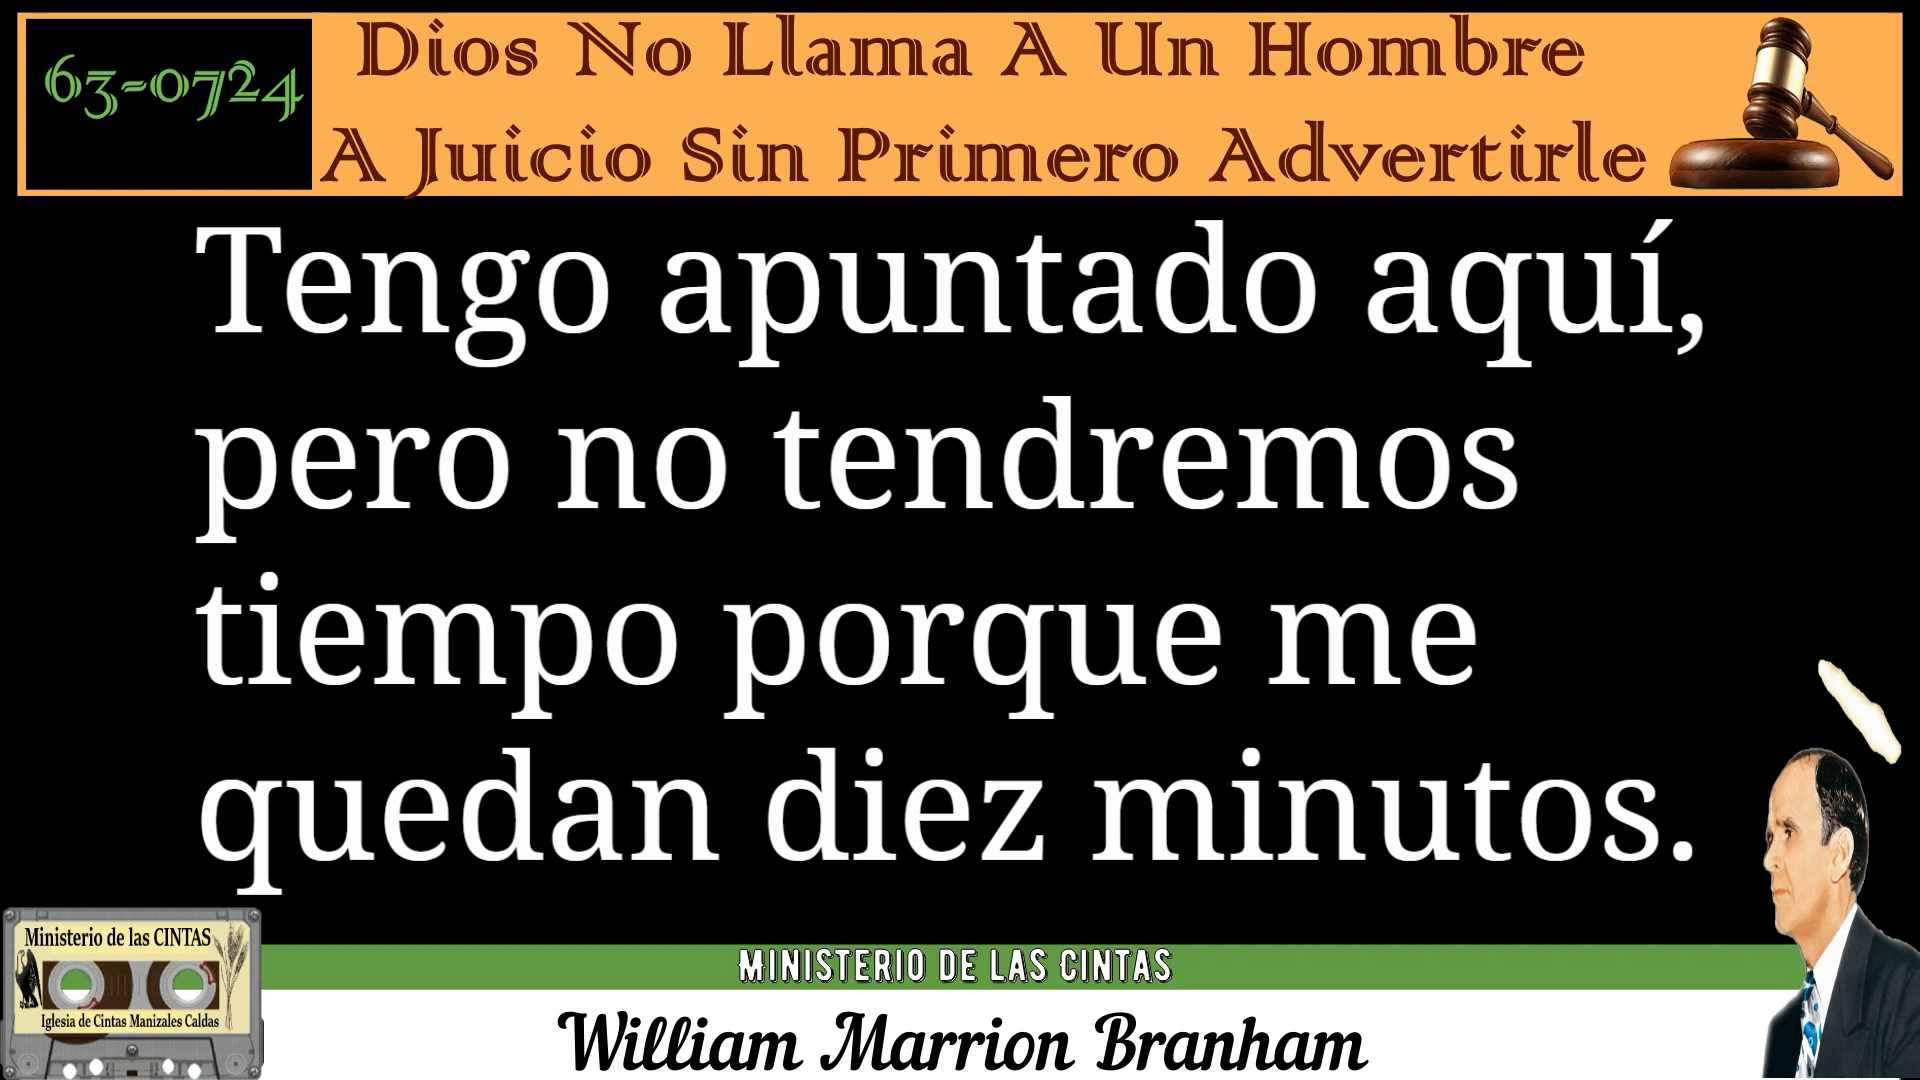 63-0724
Dios No Llama A Un Hombre
A Juicio Sin Primero Advertirle
Tengo apuntado aquí,
pero no tendremos
tiempo porque me
quedan diez minutos.
Ministerio de las CINTAS
Iglesia de Cintas Manizales Caldas
MINISTERIO DE LAS CINTAS
William Marrion Branham